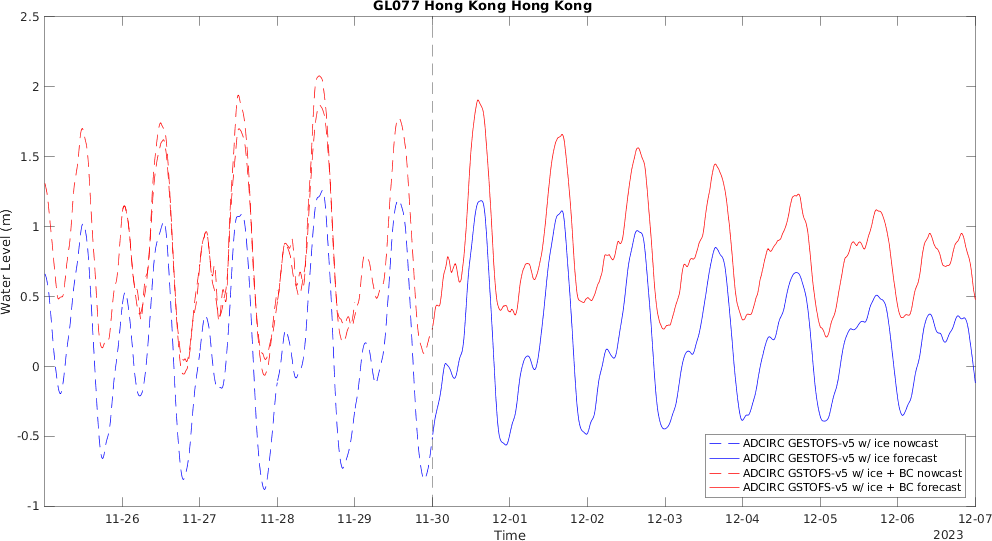 GL077 Hong Kong Hong Kong
Water Level (m)
2.5
2
1.5
1
0.5
0
-0.5
-1
11-26 11-27 11-28 11-29 11-30 12-01 12-02 12-03 12-04 12-05 12-06 12-07
Time
2023
ADCIRC GESTOFS-v5 w/ ice nowcast
ADCIRC GESTOFS-v5 w/ ice forecast
ADCIRC GSTOFS-v5 w/ ice + BC nowcast
ADCIRC GSTOFS-v5 w/ ice + BC forecast